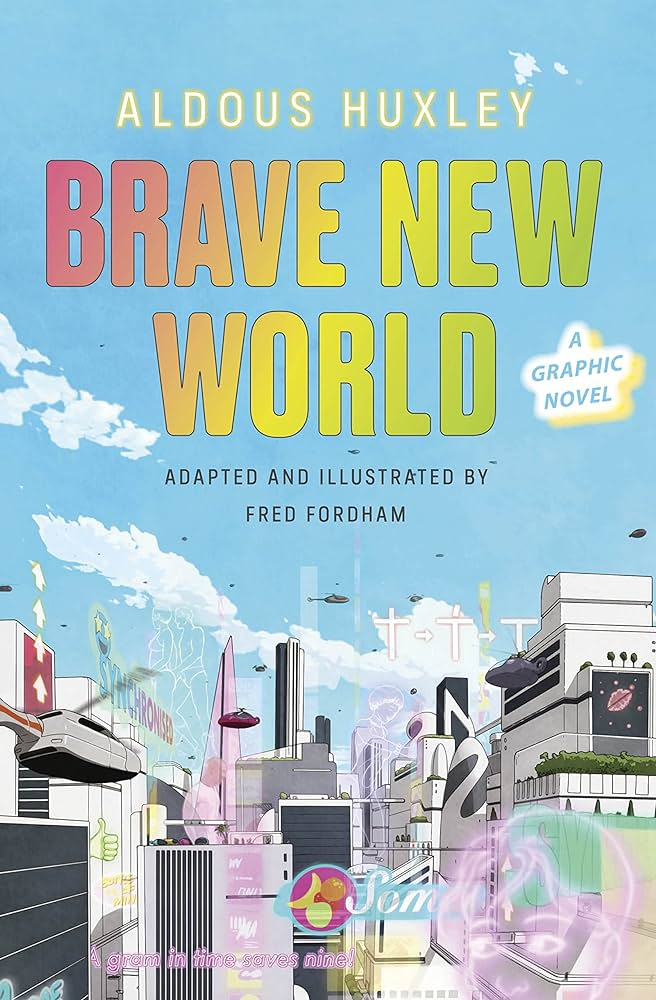 ALDOUS HUXLEY
BRAVE NEW
WORLD
A
GRAPHIC
NOVEL
ADAPTED AND ILLUSTRATED BY
FRED FORDHAM
SYNCHRONISED
Som
A gram in time saves nine!